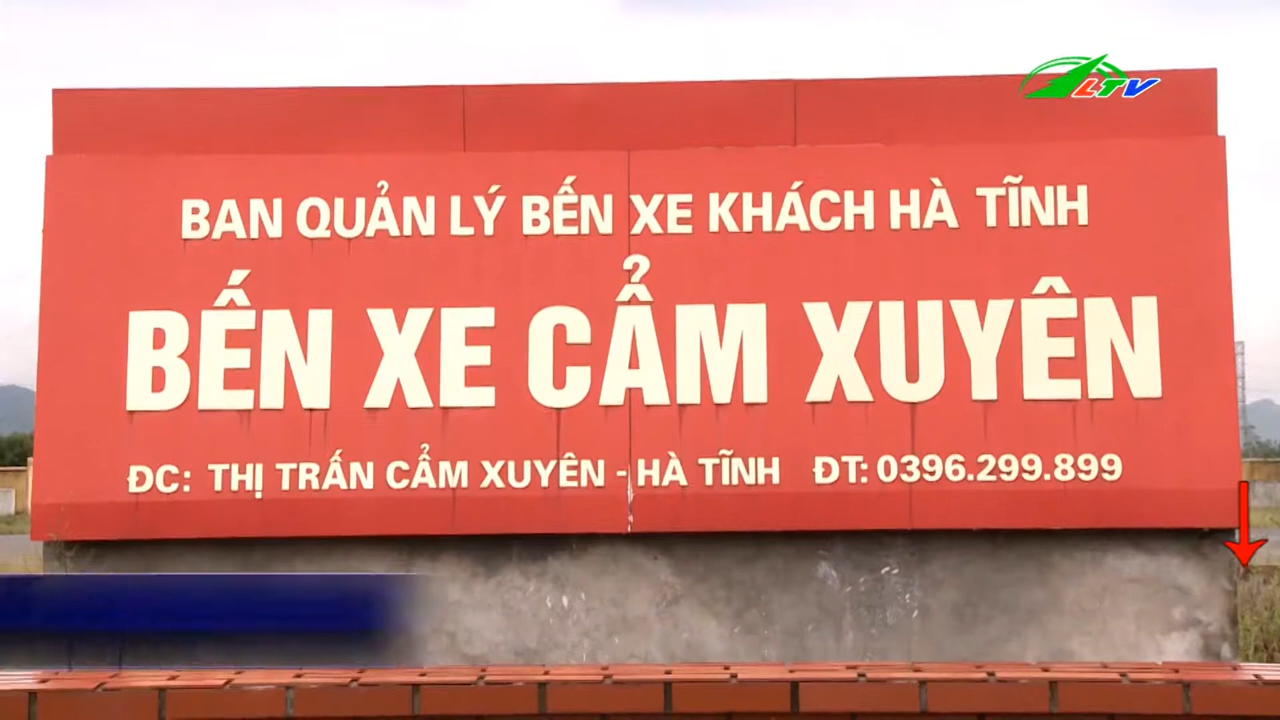 LTV
BAN QUẢN LÝ BẾN XE KHÁCH HÀ TĨNH
BẾN XE CẨM XUYÊN
ĐC: THỊ TRẤN CẨM XUYÊN - HÀ TĨNH ĐT: 0396.299.899